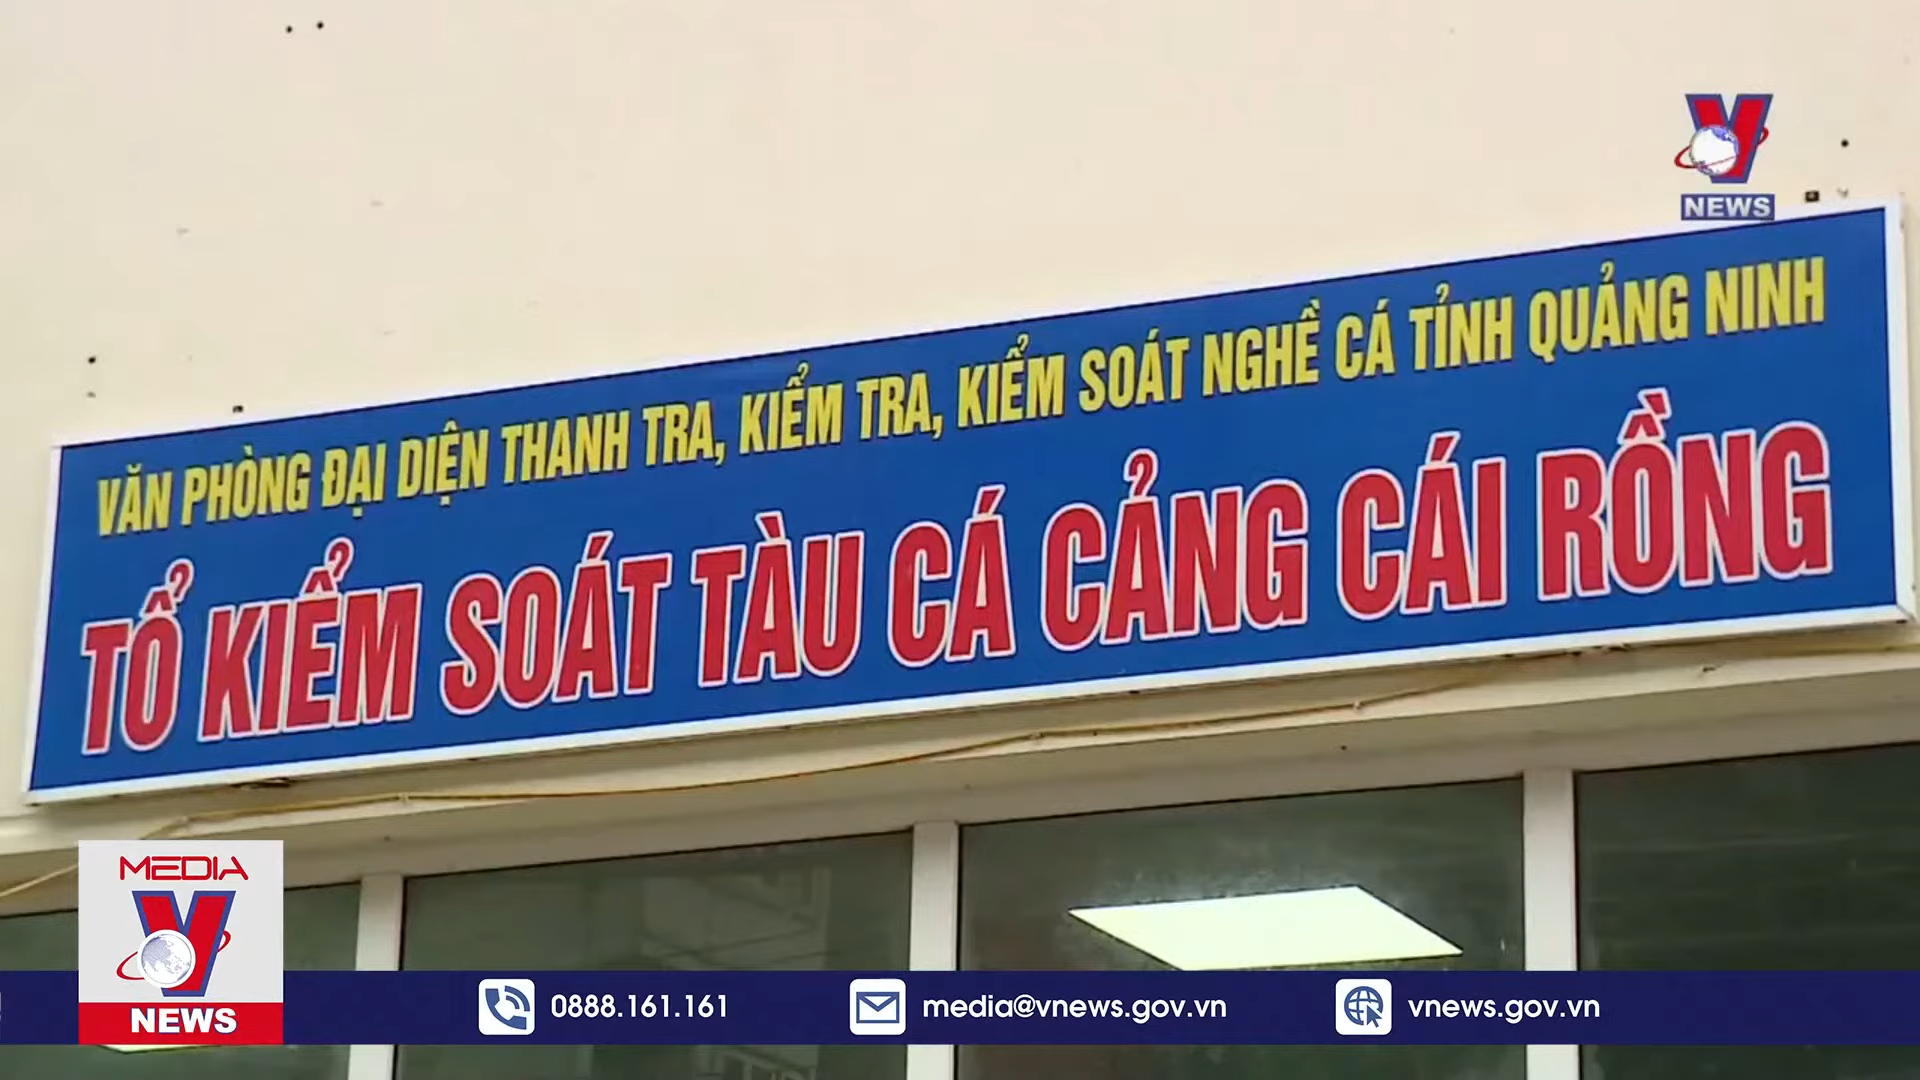 V
NEWS
VĂN PHÒNG ĐẠI DIỆN THANH TRA, KIỂM TRA, KIỂM SOÁT NGHỀ CÁ TỈNH QUẢNG NINH
TỔ KIỂM SOÁT TÀU CÁ CẢNG CÁI RỒNG
MEDIA
V
NEWS
0888.161.161
media@vnews.gov.vn
vnews.gov.vn